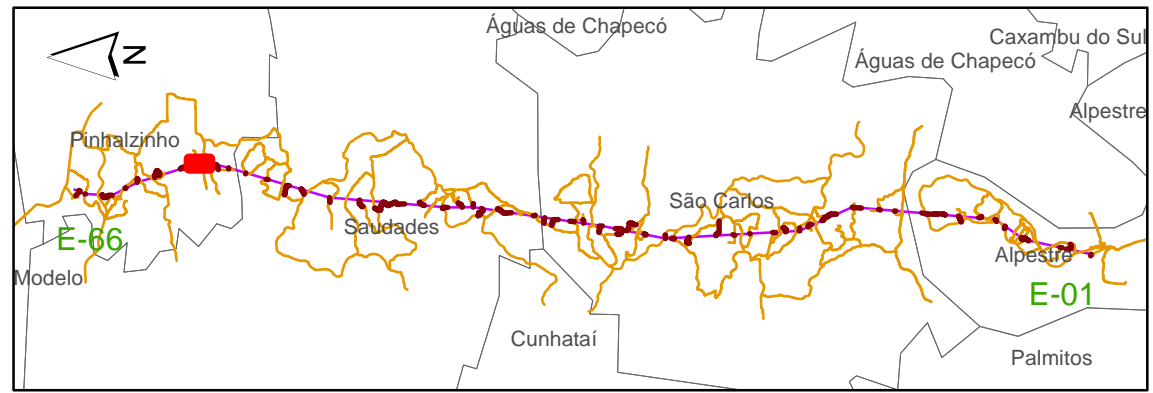 Águas de Chapecó
Caxambu do Sul
Águas de Chapecó
N
Alpestre
Pinhalzinho
São Carlos
Saudades
E-66
Alpestre
Modelo
E-01
Cunhataí
Palmitos